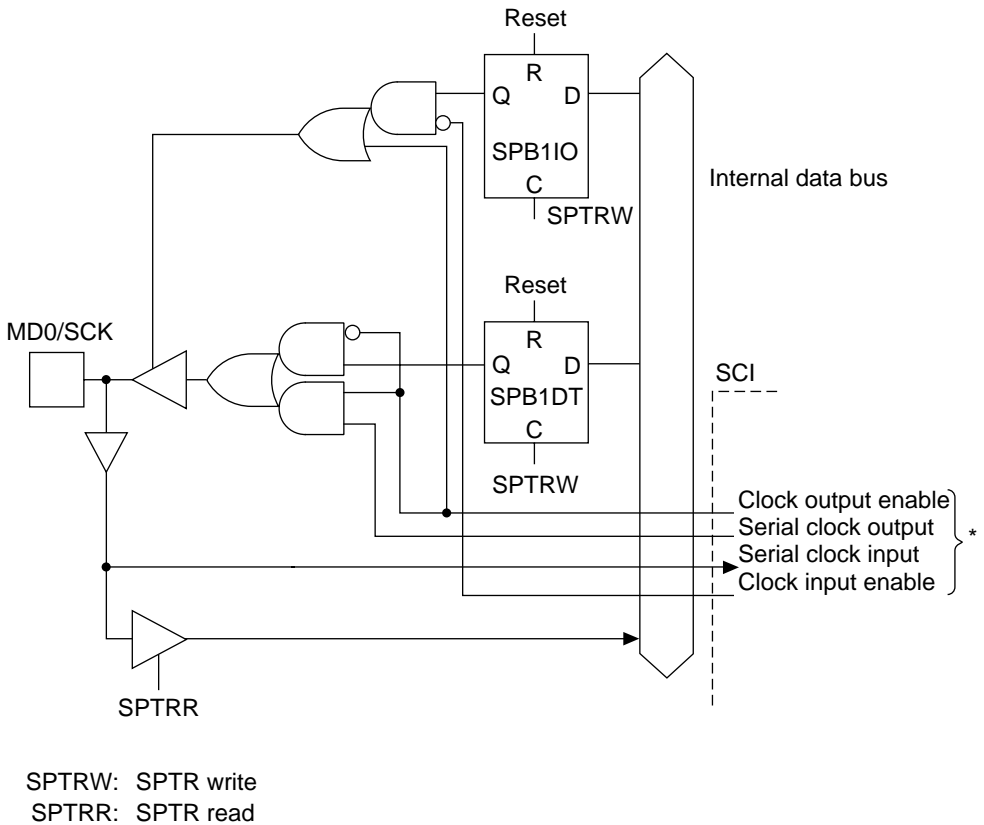 Reset
R
Q D
SPB1IO
C
SPTRW
Internal data bus
Reset
MD0/SCK
R
Q D
SPB1DT
C
SPTRW
SCI
Clock output enable
Serial clock output
Serial clock input
Clock input enable
*
SPTRR
SPTRW: SPTR write
SPTRR: SPTR read